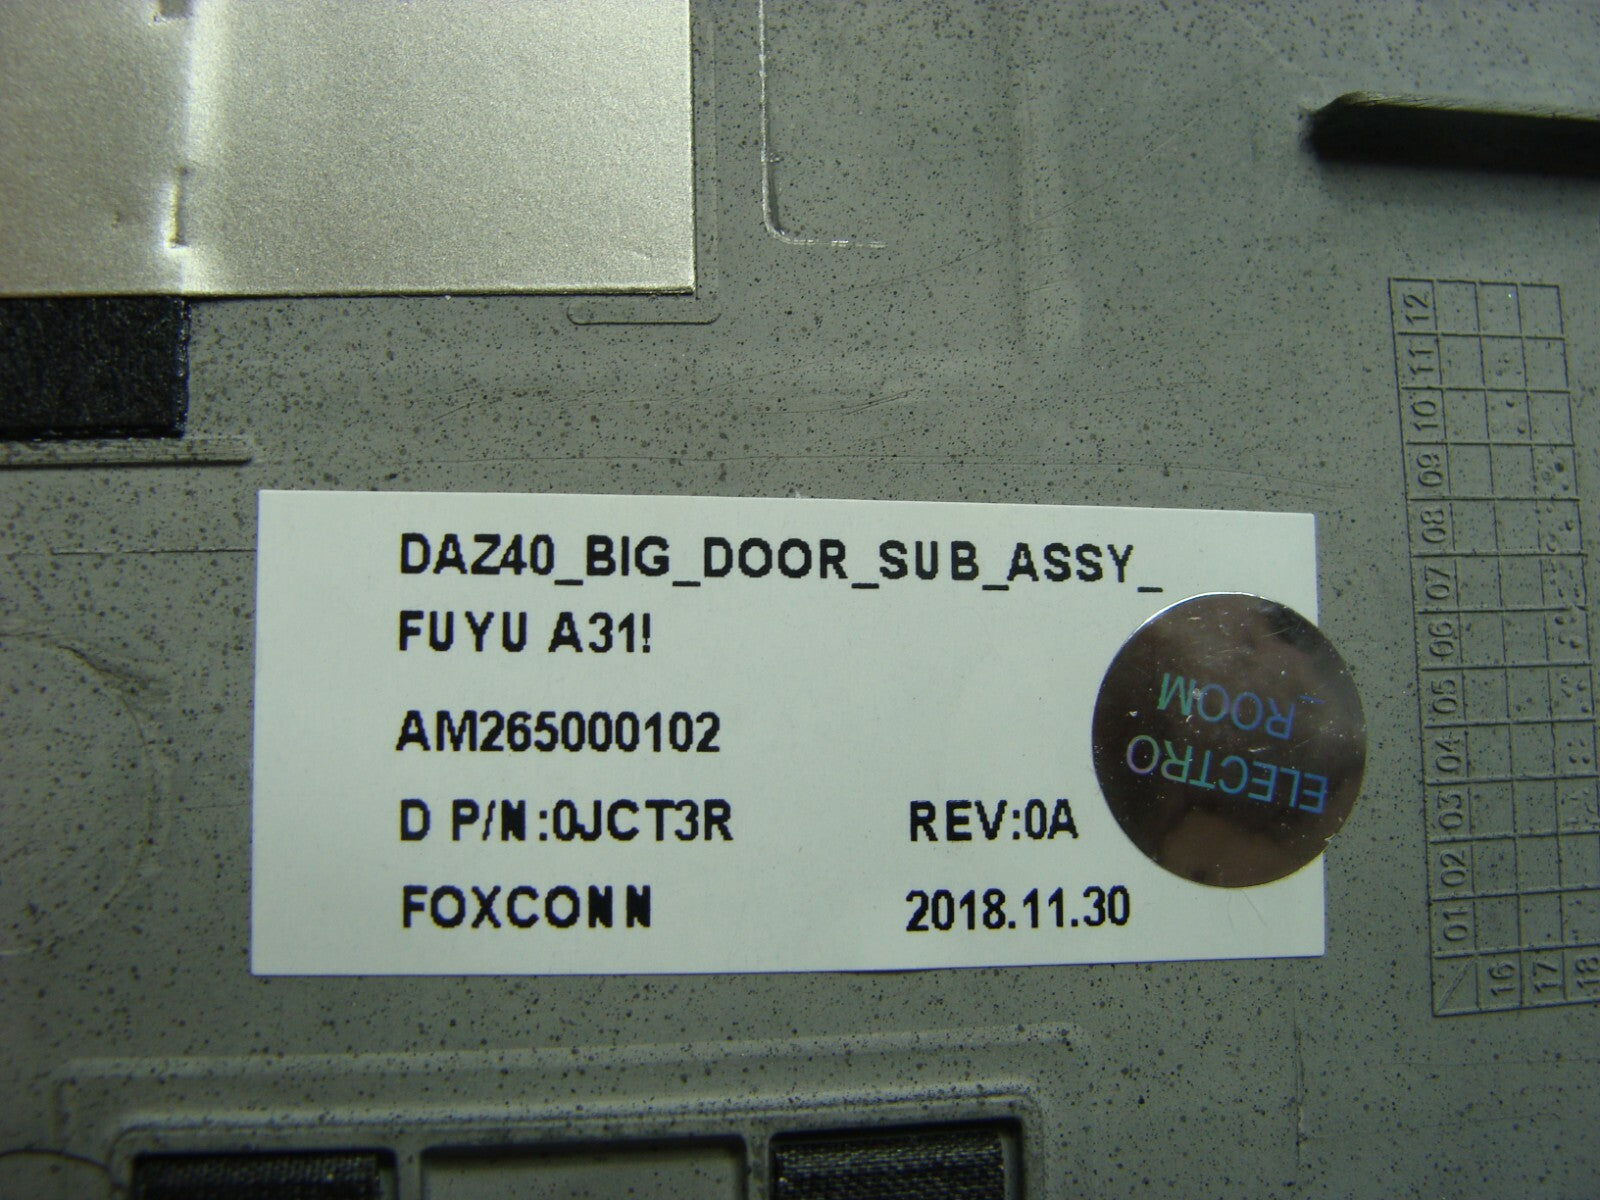 DAZ40_BIG_DOOR_SUB_ASSY_
FUYU A31!
AM265000102
D P/N:0JCT3R REV:0A
FOXCONN 2018.11.30
ELECTRO
_ROOM
12
11
10
09
08
07
06
05
04
03
02
01
16
17
18